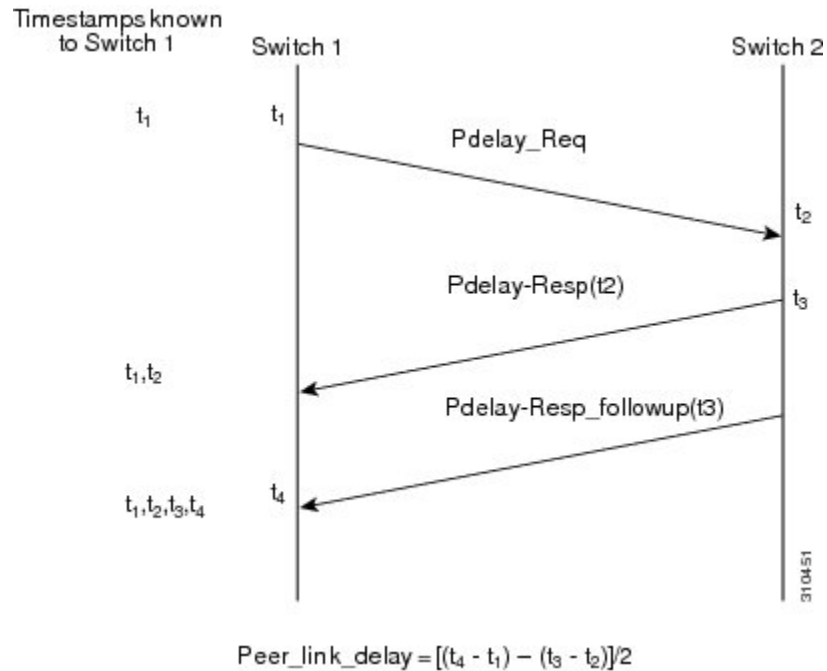 Timestamps known
to Switch 1
Switch 1
Switch 2
t₁
t₁
Pdelay_Req
t₂
Pdelay-Resp(t2)
t₃
t₁,t₂
Pdelay-Resp_followup(t3)
t₁,t₂,t₃,t₄
t₄
310451
Peer_link_delay = [(t₄ - t₁) – (t₃ - t₂)]/2